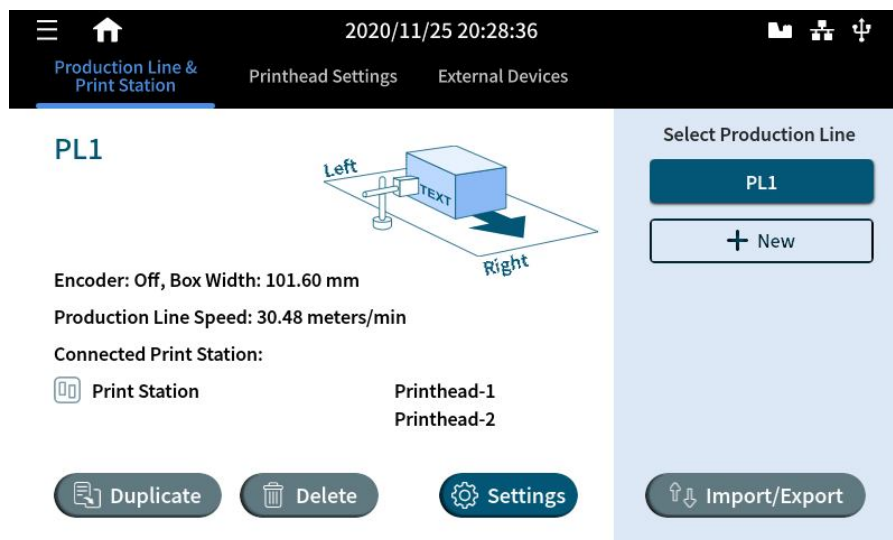 2020/11/25 20:28:36
Production Line &
Print Station
Printhead Settings
External Devices
PL1
Left
TEXT
Right
Encoder: Off, Box Width: 101.60 mm
Production Line Speed: 30.48 meters/min
Connected Print Station:
Print Station
Printhead-1
Printhead-2
Duplicate
Delete
Settings
Select Production Line
PL1
+ New
Import/Export